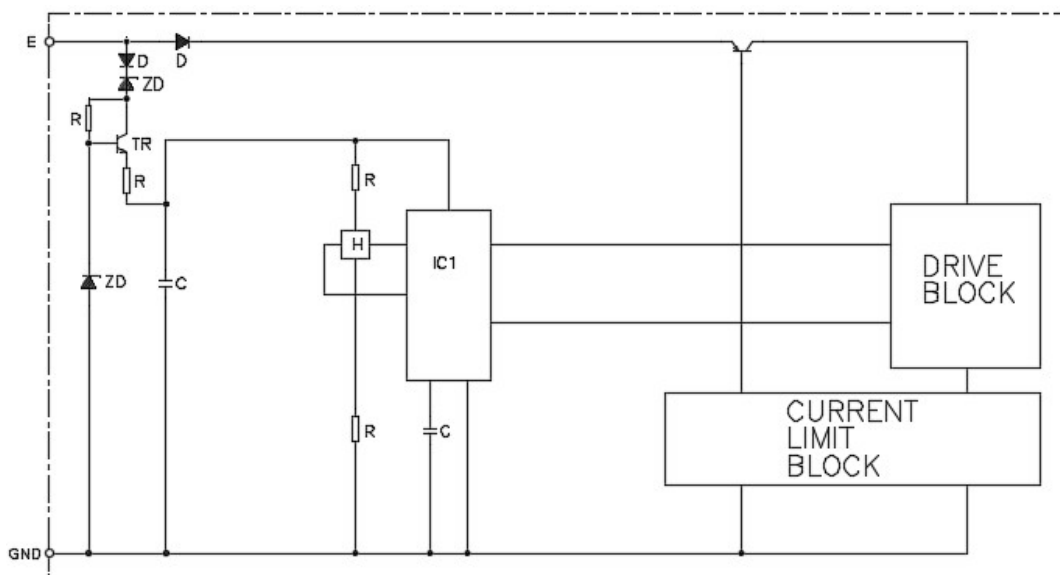 E
D
D
ZD
R
TR
R
R
H
IC1
ZD
C
DRIVE
BLOCK
R
C
CURRENT
LIMIT
BLOCK
GND